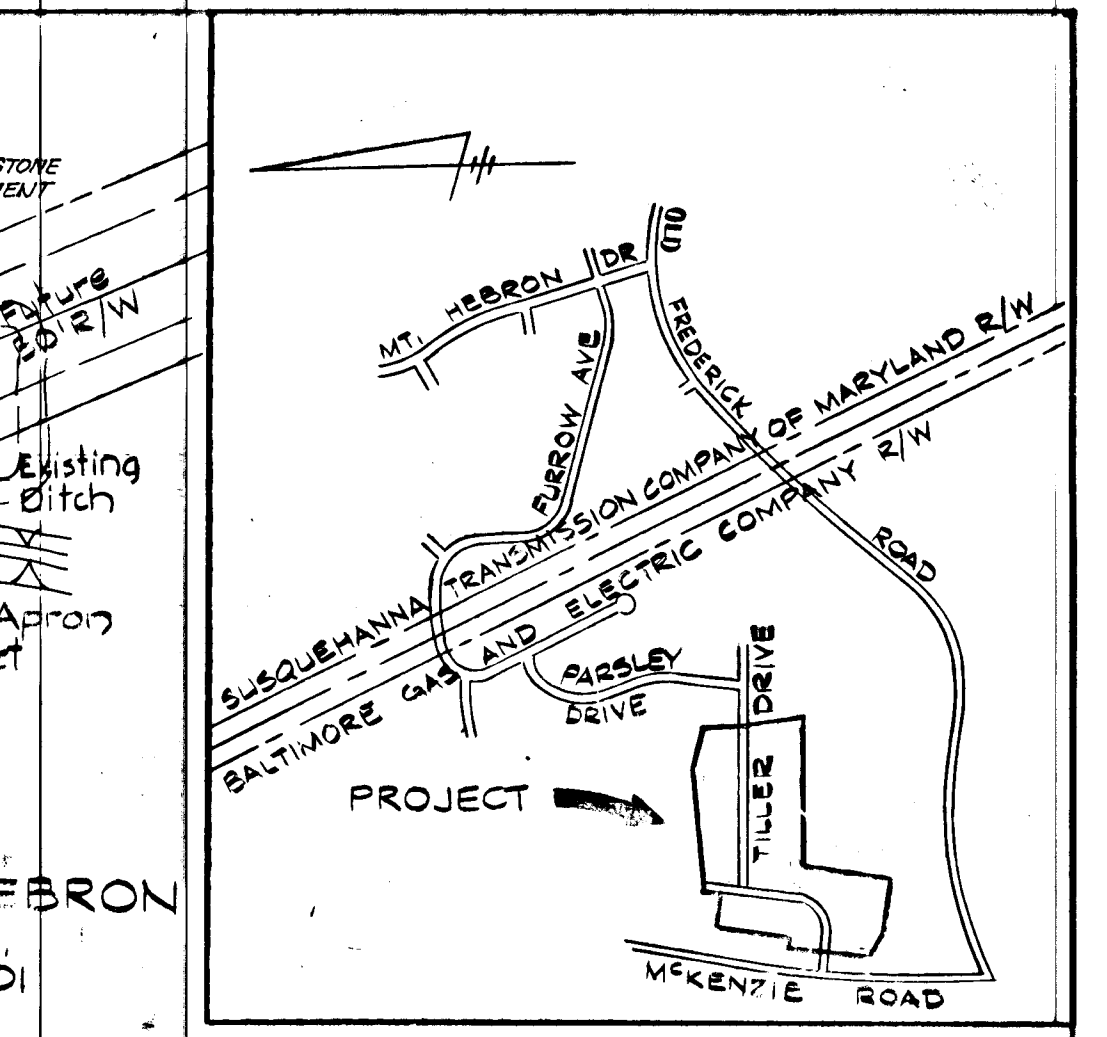 STONE
MENT
Future
20' R/W
Existing
Ditch
Apron
EBRON
MT. HEBRON DR
OLD
FREDERICK
ROAD
FURROW AVE
SUSQUEHANNA TRANSMISSION COMPANY OF MARYLAND R/W
BALTIMORE GAS AND ELECTRIC COMPANY R/W
PARSLEY
DRIVE
TILLER DRIVE
PROJECT
McKENZIE ROAD